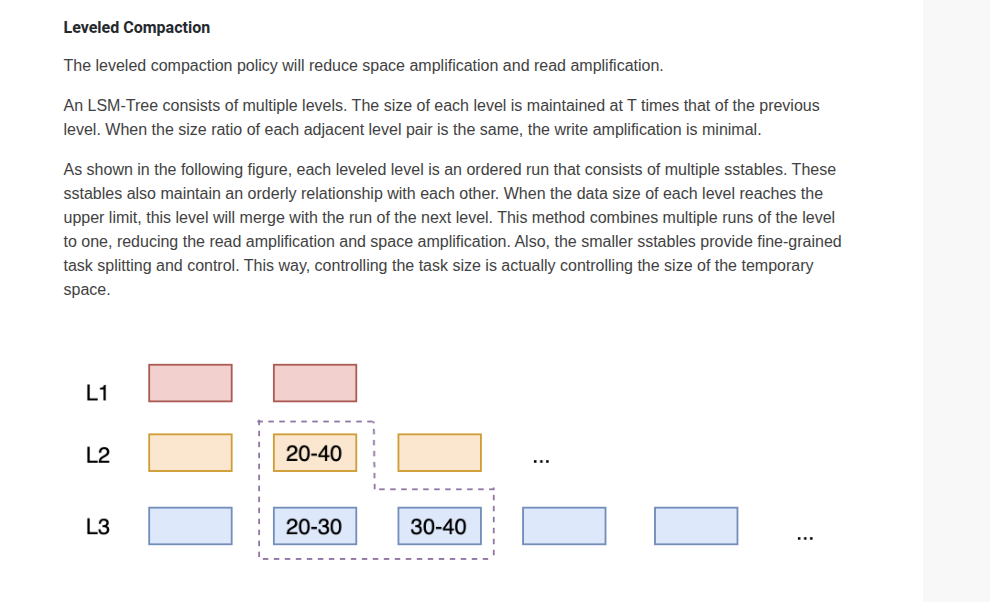 Leveled Compaction
The leveled compaction policy will reduce space amplification and read amplification.
An LSM-Tree consists of multiple levels. The size of each level is maintained at T times that of the previous
level. When the size ratio of each adjacent level pair is the same, the write amplification is minimal.
As shown in the following figure, each leveled level is an ordered run that consists of multiple sstables. These
sstables also maintain an orderly relationship with each other. When the data size of each level reaches the
upper limit, this level will merge with the run of the next level. This method combines multiple runs of the level
to one, reducing the read amplification and space amplification. Also, the smaller sstables provide fine-grained
task splitting and control. This way, controlling the task size is actually controlling the size of the temporary
space.
L1
L2 20-40 ...
L3 20-30 30-40 ...